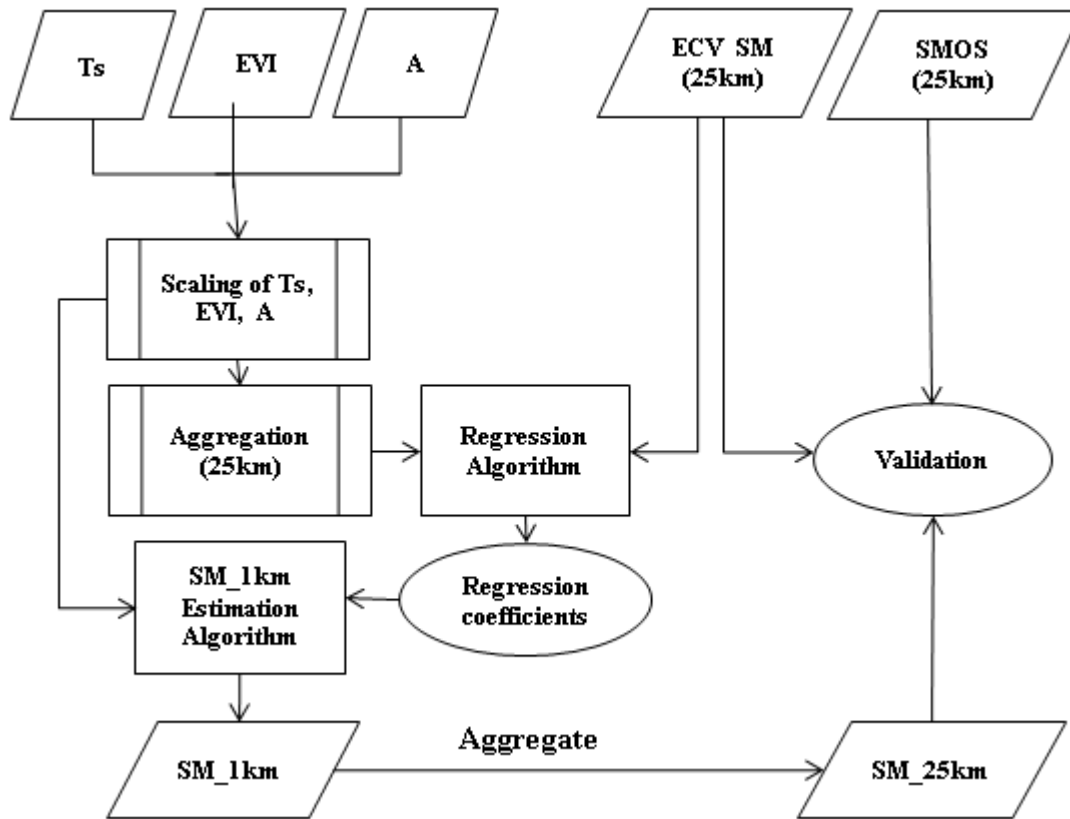 Ts
EVI
A
ECV SM
(25km)
SMOS
(25km)
Scaling of Ts,
EVI, A
Aggregation
(25km)
Regression
Algorithm
Validation
SM_1km
Estimation
Algorithm
Regression
coefficients
Aggregate
SM_1km
SM_25km